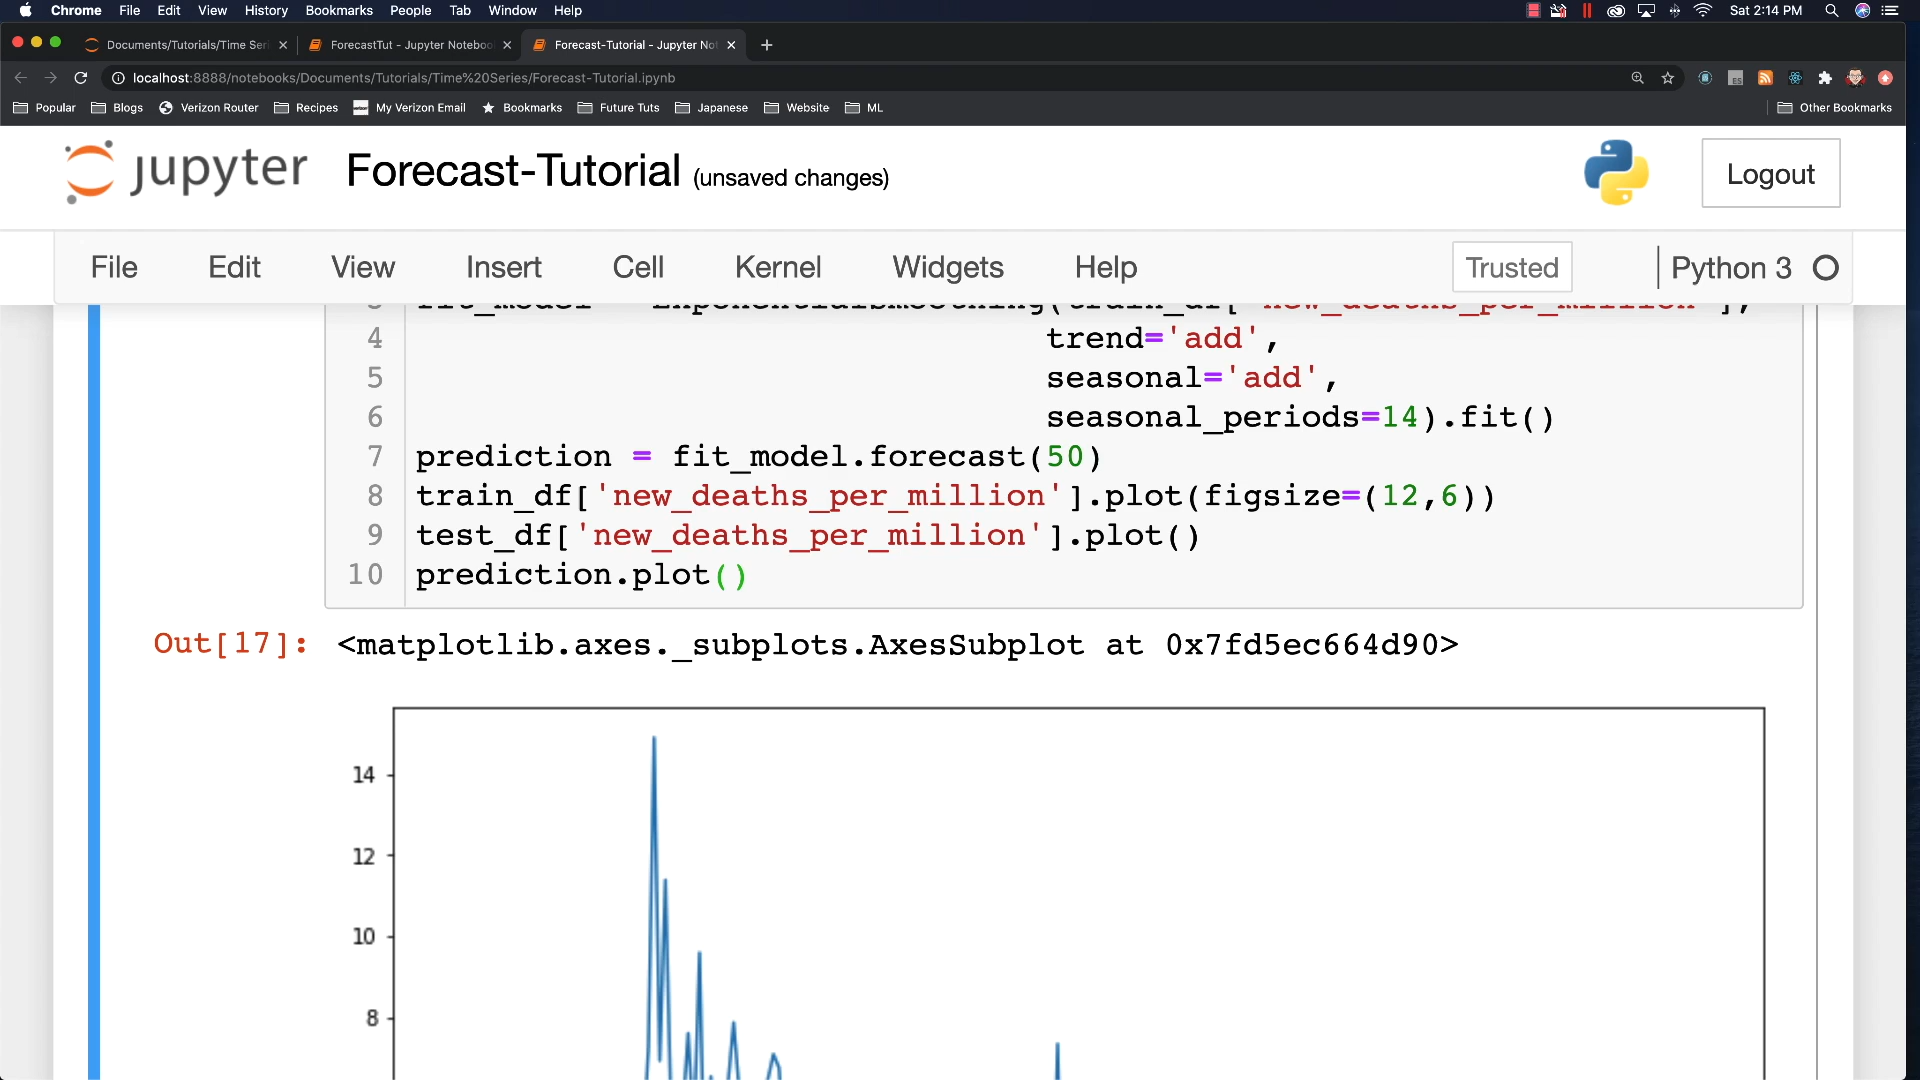 Chrome File Edit View History Bookmarks People Tab Window Help Sat 2:14 PM
Documents/Tutorials/Time Ser ForecastTut - Jupyter Noteboo Forecast-Tutorial - Jupyter Not
localhost:8888/notebooks/Documents/Tutorials/Time%20Series/Forecast-Tutorial.ipynb
Popular Blogs Verizon Router Recipes My Verizon Email Bookmarks Future Tuts Japanese Website ML Other Bookmarks
jupyter Forecast-Tutorial (unsaved changes) Logout
File Edit View Insert Cell Kernel Widgets Help Trusted Python 3
4 trend='add',
5 seasonal='add',
6 seasonal_periods=14).fit()
7 prediction = fit_model.forecast(50)
8 train_df['new_deaths_per_million'].plot(figsize=(12,6))
9 test_df['new_deaths_per_million'].plot()
10 prediction.plot()
Out[17]: <matplotlib.axes._subplots.AxesSubplot at 0x7fd5ec664d90>
14
12
10
8